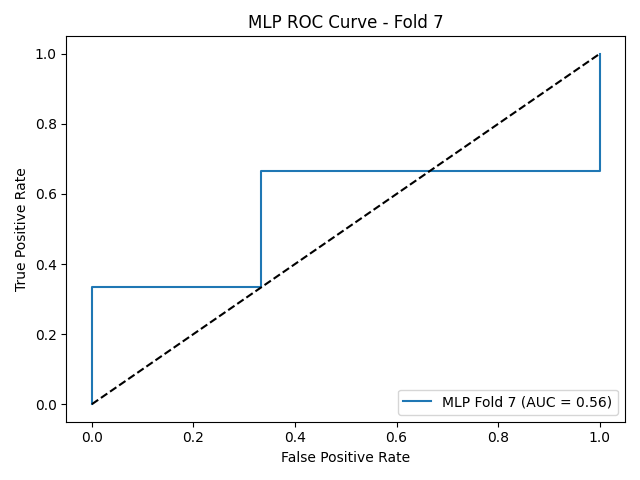 MLP ROC Curve - Fold 7
True Positive Rate
1.0
0.8
0.6
0.4
0.2
0.0
0.0 0.2 0.4 0.6 0.8 1.0
False Positive Rate
MLP Fold 7 (AUC = 0.56)